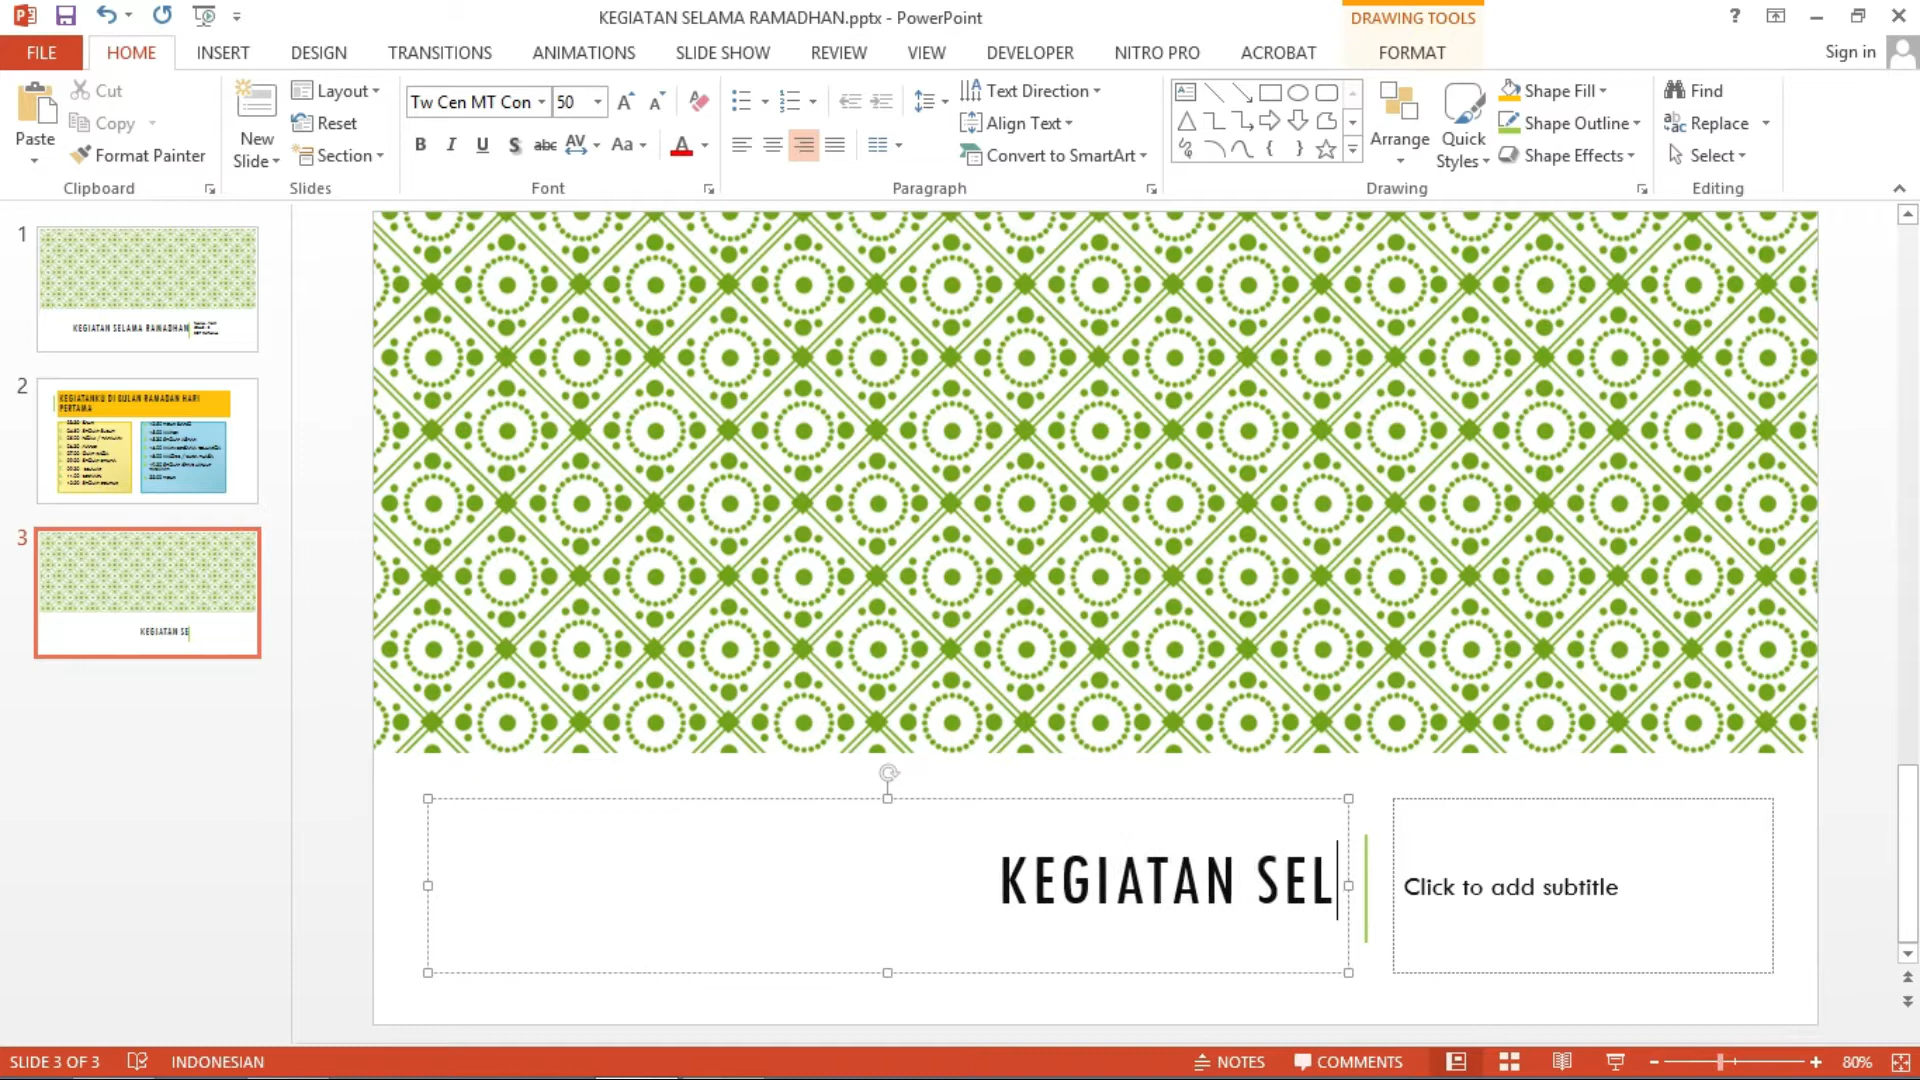 KEGIATAN SELAMA RAMADHAN.pptx - PowerPoint
DRAWING TOOLS
?
FILE
HOME
INSERT
DESIGN
TRANSITIONS
ANIMATIONS
SLIDE SHOW
REVIEW
VIEW
DEVELOPER
NITRO PRO
ACROBAT
FORMAT
Sign in
Paste
Cut
Copy
Format Painter
Clipboard
New Slide
Layout
Reset
Section
Slides
Tw Cen MT Con
50
B I U S abc AV Aa A
Font
Text Direction
Align Text
Convert to SmartArt
Paragraph
Arrange
Quick Styles
Shape Fill
Shape Outline
Shape Effects
Drawing
Find
Replace
Select
Editing
1
KEGIATAN SELAMA RAMADHAN
2
KEGIATANKU DI BULAN RAMADAN HARI
PERTAMA
3
KEGIATAN SE
KEGIATAN SEL
Click to add subtitle
SLIDE 3 OF 3
INDONESIAN
NOTES
COMMENTS
80%